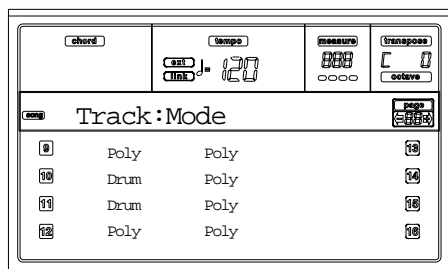 chord tempo measure transpose
ext link ♩= 120 888 C 0
octave
song Track:Mode page 88
9 Poly Poly 13
10 Drum Poly 14
11 Drum Poly 15
12 Poly Poly 16